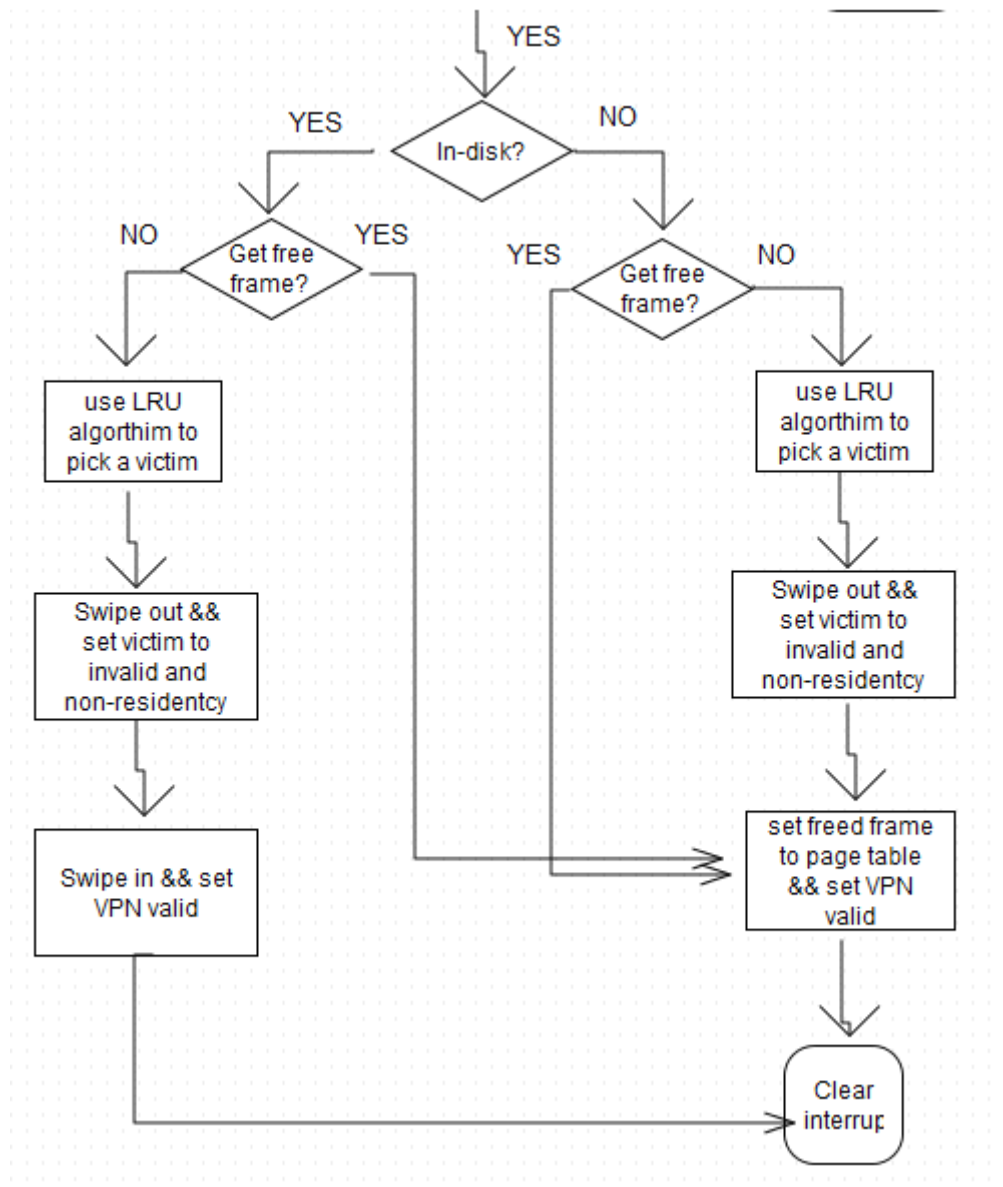 YES
YES
NO
In-disk?
NO
YES
Get free
frame?
YES
NO
Get free
frame?
use LRU
algorthim to
pick a victim
use LRU
algorthim to
pick a victim
Swipe out &&
set victim to
invalid and
non-residentcy
Swipe out &&
set victim to
invalid and
non-residentcy
Swipe in && set
VPN valid
set freed frame
to page table
&& set VPN
valid
Clear
interrup